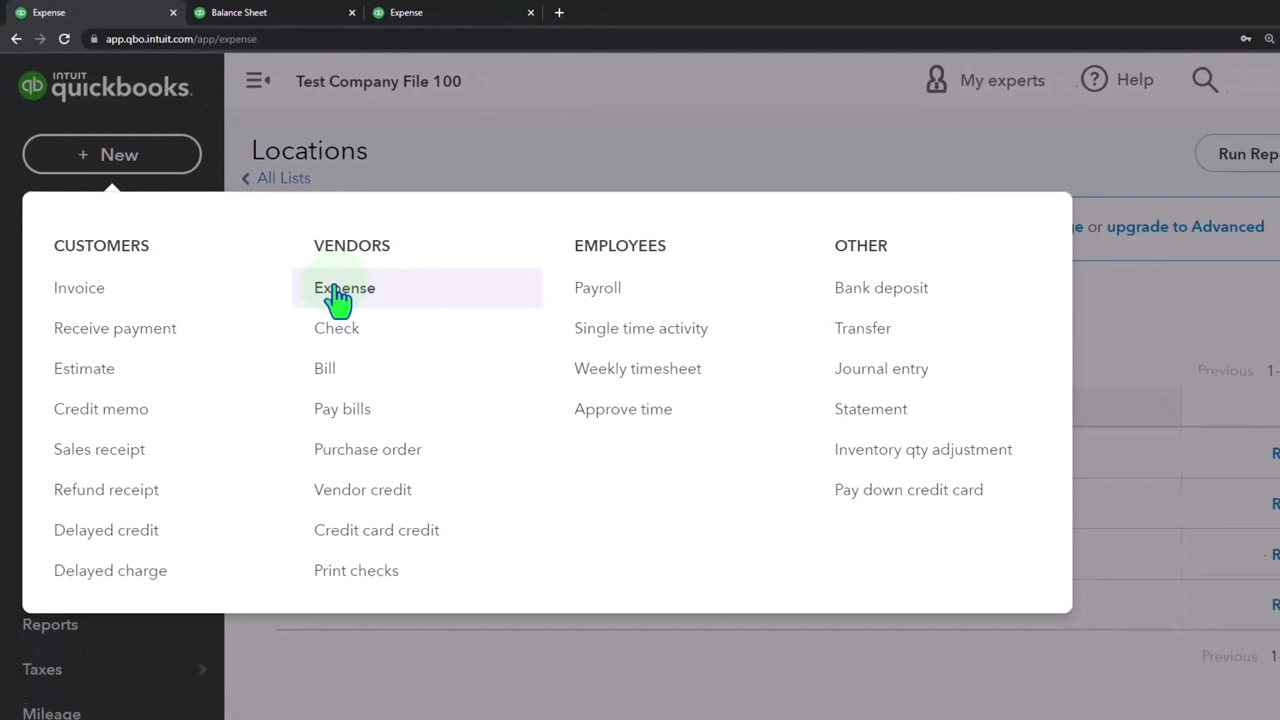 Expense
Balance Sheet
Expense
app.qbo.intuit.com/app/expense
INTUIT
quickbooks.
Test Company File 100
My experts
Help
+ New
Locations
All Lists
Run Rep
or upgrade to Advanced
CUSTOMERS
Invoice
Receive payment
Estimate
Credit memo
Sales receipt
Refund receipt
Delayed credit
Delayed charge
VENDORS
Expense
Check
Bill
Pay bills
Purchase order
Vendor credit
Credit card credit
Print checks
EMPLOYEES
Payroll
Single time activity
Weekly timesheet
Approve time
OTHER
Bank deposit
Transfer
Journal entry
Statement
Inventory qty adjustment
Pay down credit card
Previous 1-
R
R
R
R
Previous 1-
Reports
Taxes
Mileage